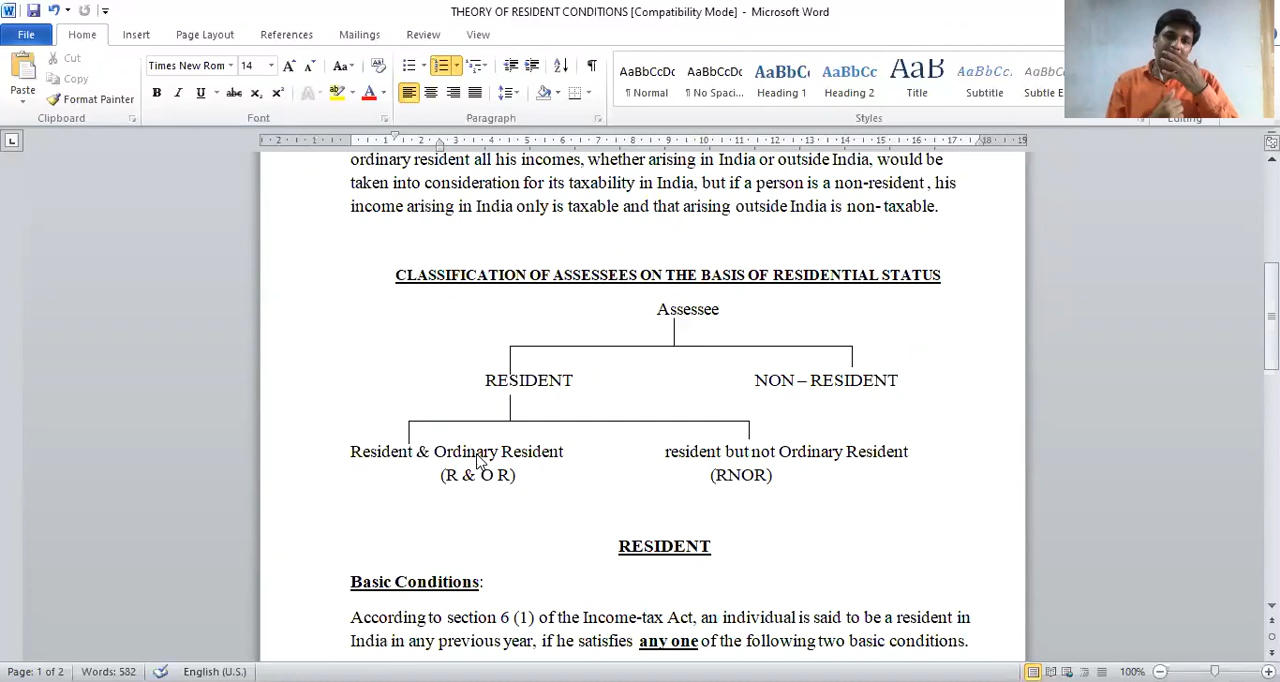 THEORY OF RESIDENT CONDITIONS [Compatibility Mode] - Microsoft Word
File Home Insert Page Layout References Mailings Review View
Paste
Cut
Copy
Format Painter
Clipboard
Times New Rom 14
Font
Paragraph
AaBbCcDc AaBbCcDc AaBbC AaBbCc AaB AaBbCc. AaBbC
¶ Normal ¶ No Spaci... Heading 1 Heading 2 Title Subtitle Subtle E
Styles
ordinary resident all his incomes, whether arising in India or outside India, would be
taken into consideration for its taxability in India, but if a person is a non-resident , his
income arising in India only is taxable and that arising outside India is non- taxable.
CLASSIFICATION OF ASSESSEES ON THE BASIS OF RESIDENTIAL STATUS
Assessee
RESIDENT NON – RESIDENT
Resident & Ordinary Resident resident but not Ordinary Resident
(R & O R) (RNOR)
RESIDENT
Basic Conditions:
According to section 6 (1) of the Income-tax Act, an individual is said to be a resident in
India in any previous year, if he satisfies any one of the following two basic conditions.
Page: 1 of 2 Words: 582 English (U.S.) 100%